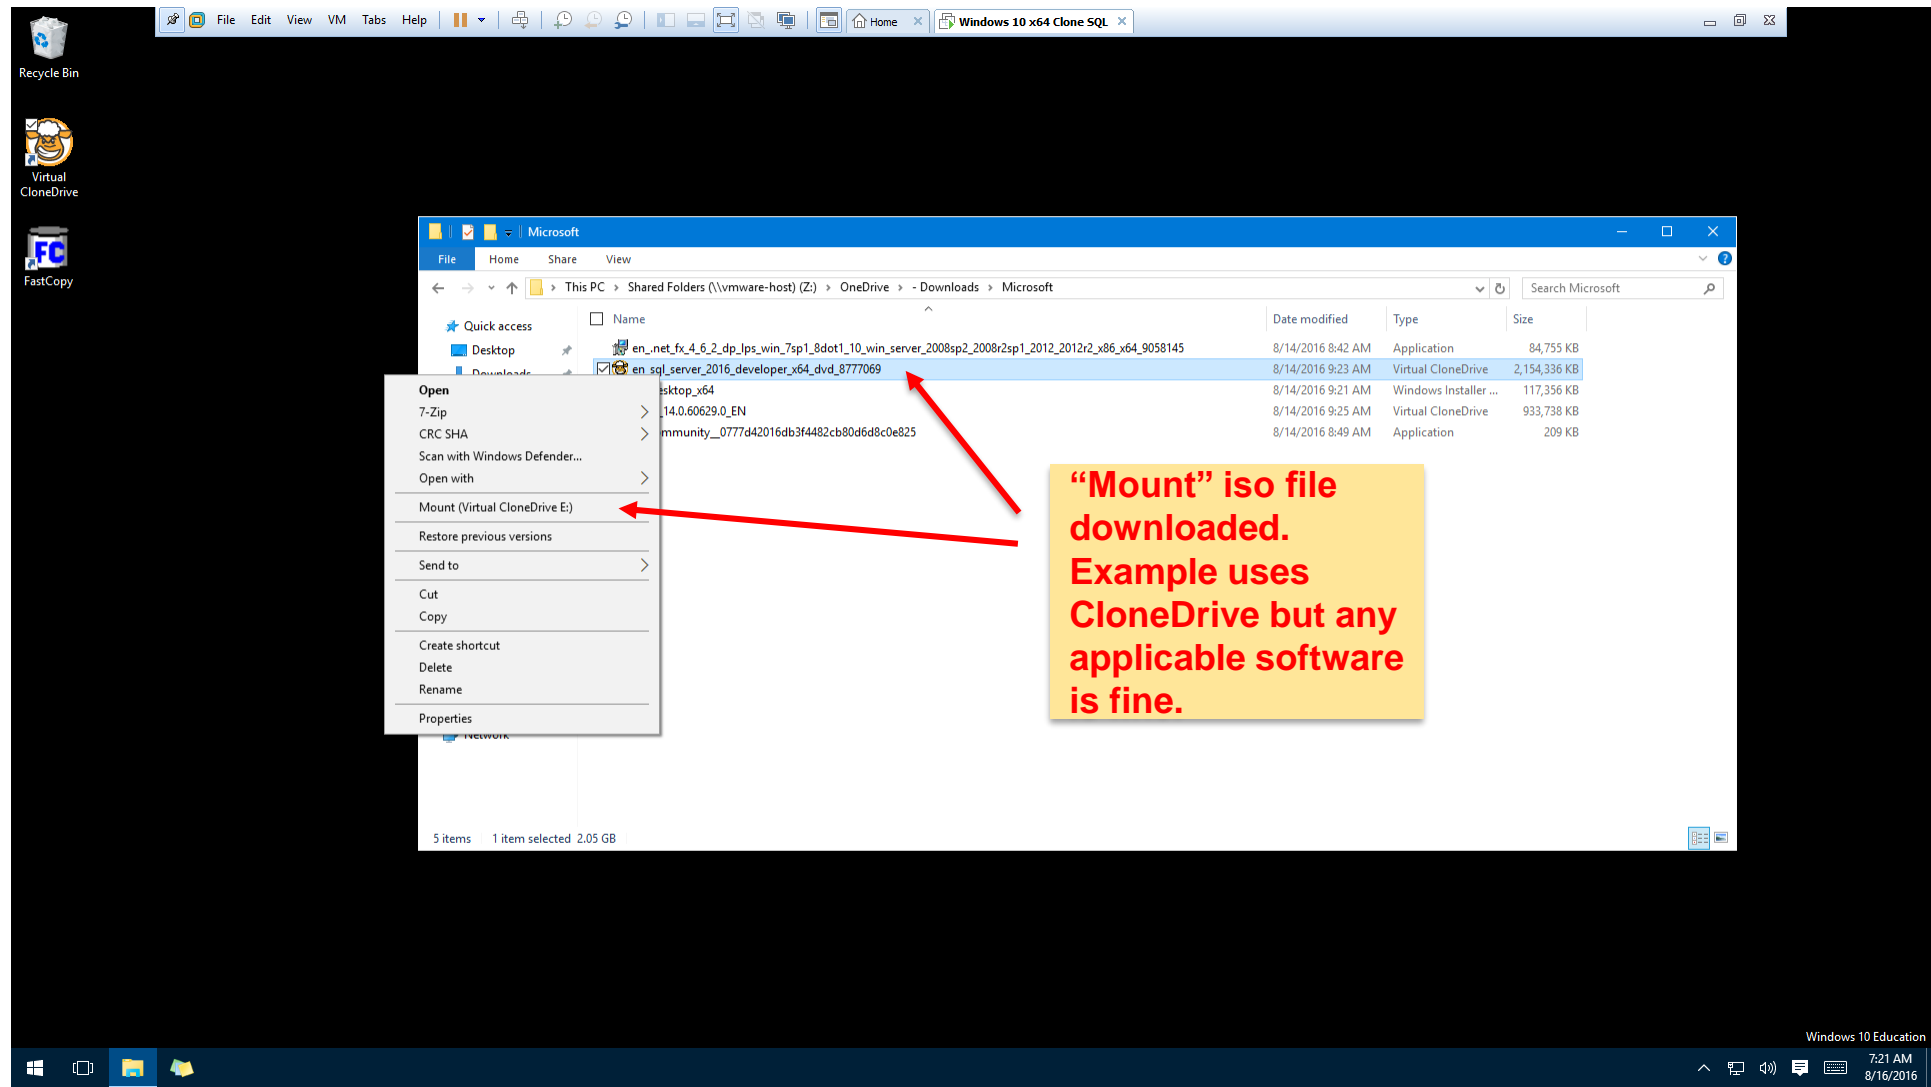 File Edit View VM Tabs Help Home Windows 10 x64 Clone SQL
Recycle Bin
Virtual
CloneDrive
FC
FastCopy
Microsoft
File Home Share View
This PC > Shared Folders (\\vmware-host) (Z:) > OneDrive > - Downloads > Microsoft
Search Microsoft
Name Date modified Type Size
Quick access
Desktop
Downloads
Network
en_.net_fx_4_6_2_dp_lps_win_7sp1_8dot1_10_win_server_2008sp2_2008r2sp1_2012_2012r2_x86_x64_9058145 8/14/2016 8:42 AM Application 84,755 KB
en_sql_server_2016_developer_x64_dvd_8777069 8/14/2016 9:23 AM Virtual CloneDrive 2,154,336 KB
esktop_x64 8/14/2016 9:21 AM Windows Installer ... 117,356 KB
_14.0.60629.0_EN 8/14/2016 9:25 AM Virtual CloneDrive 933,738 KB
mmunity__0777d42016db3f4482cb80d6d8c0e825 8/14/2016 8:49 AM Application 209 KB
Open
7-Zip
CRC SHA
Scan with Windows Defender...
Open with
Mount (Virtual CloneDrive E:)
Restore previous versions
Send to
Cut
Copy
Create shortcut
Delete
Rename
Properties
“Mount” iso file
downloaded.
Example uses
CloneDrive but any
applicable software
is fine.
5 items 1 item selected 2.05 GB
Windows 10 Education
7:21 AM
8/16/2016